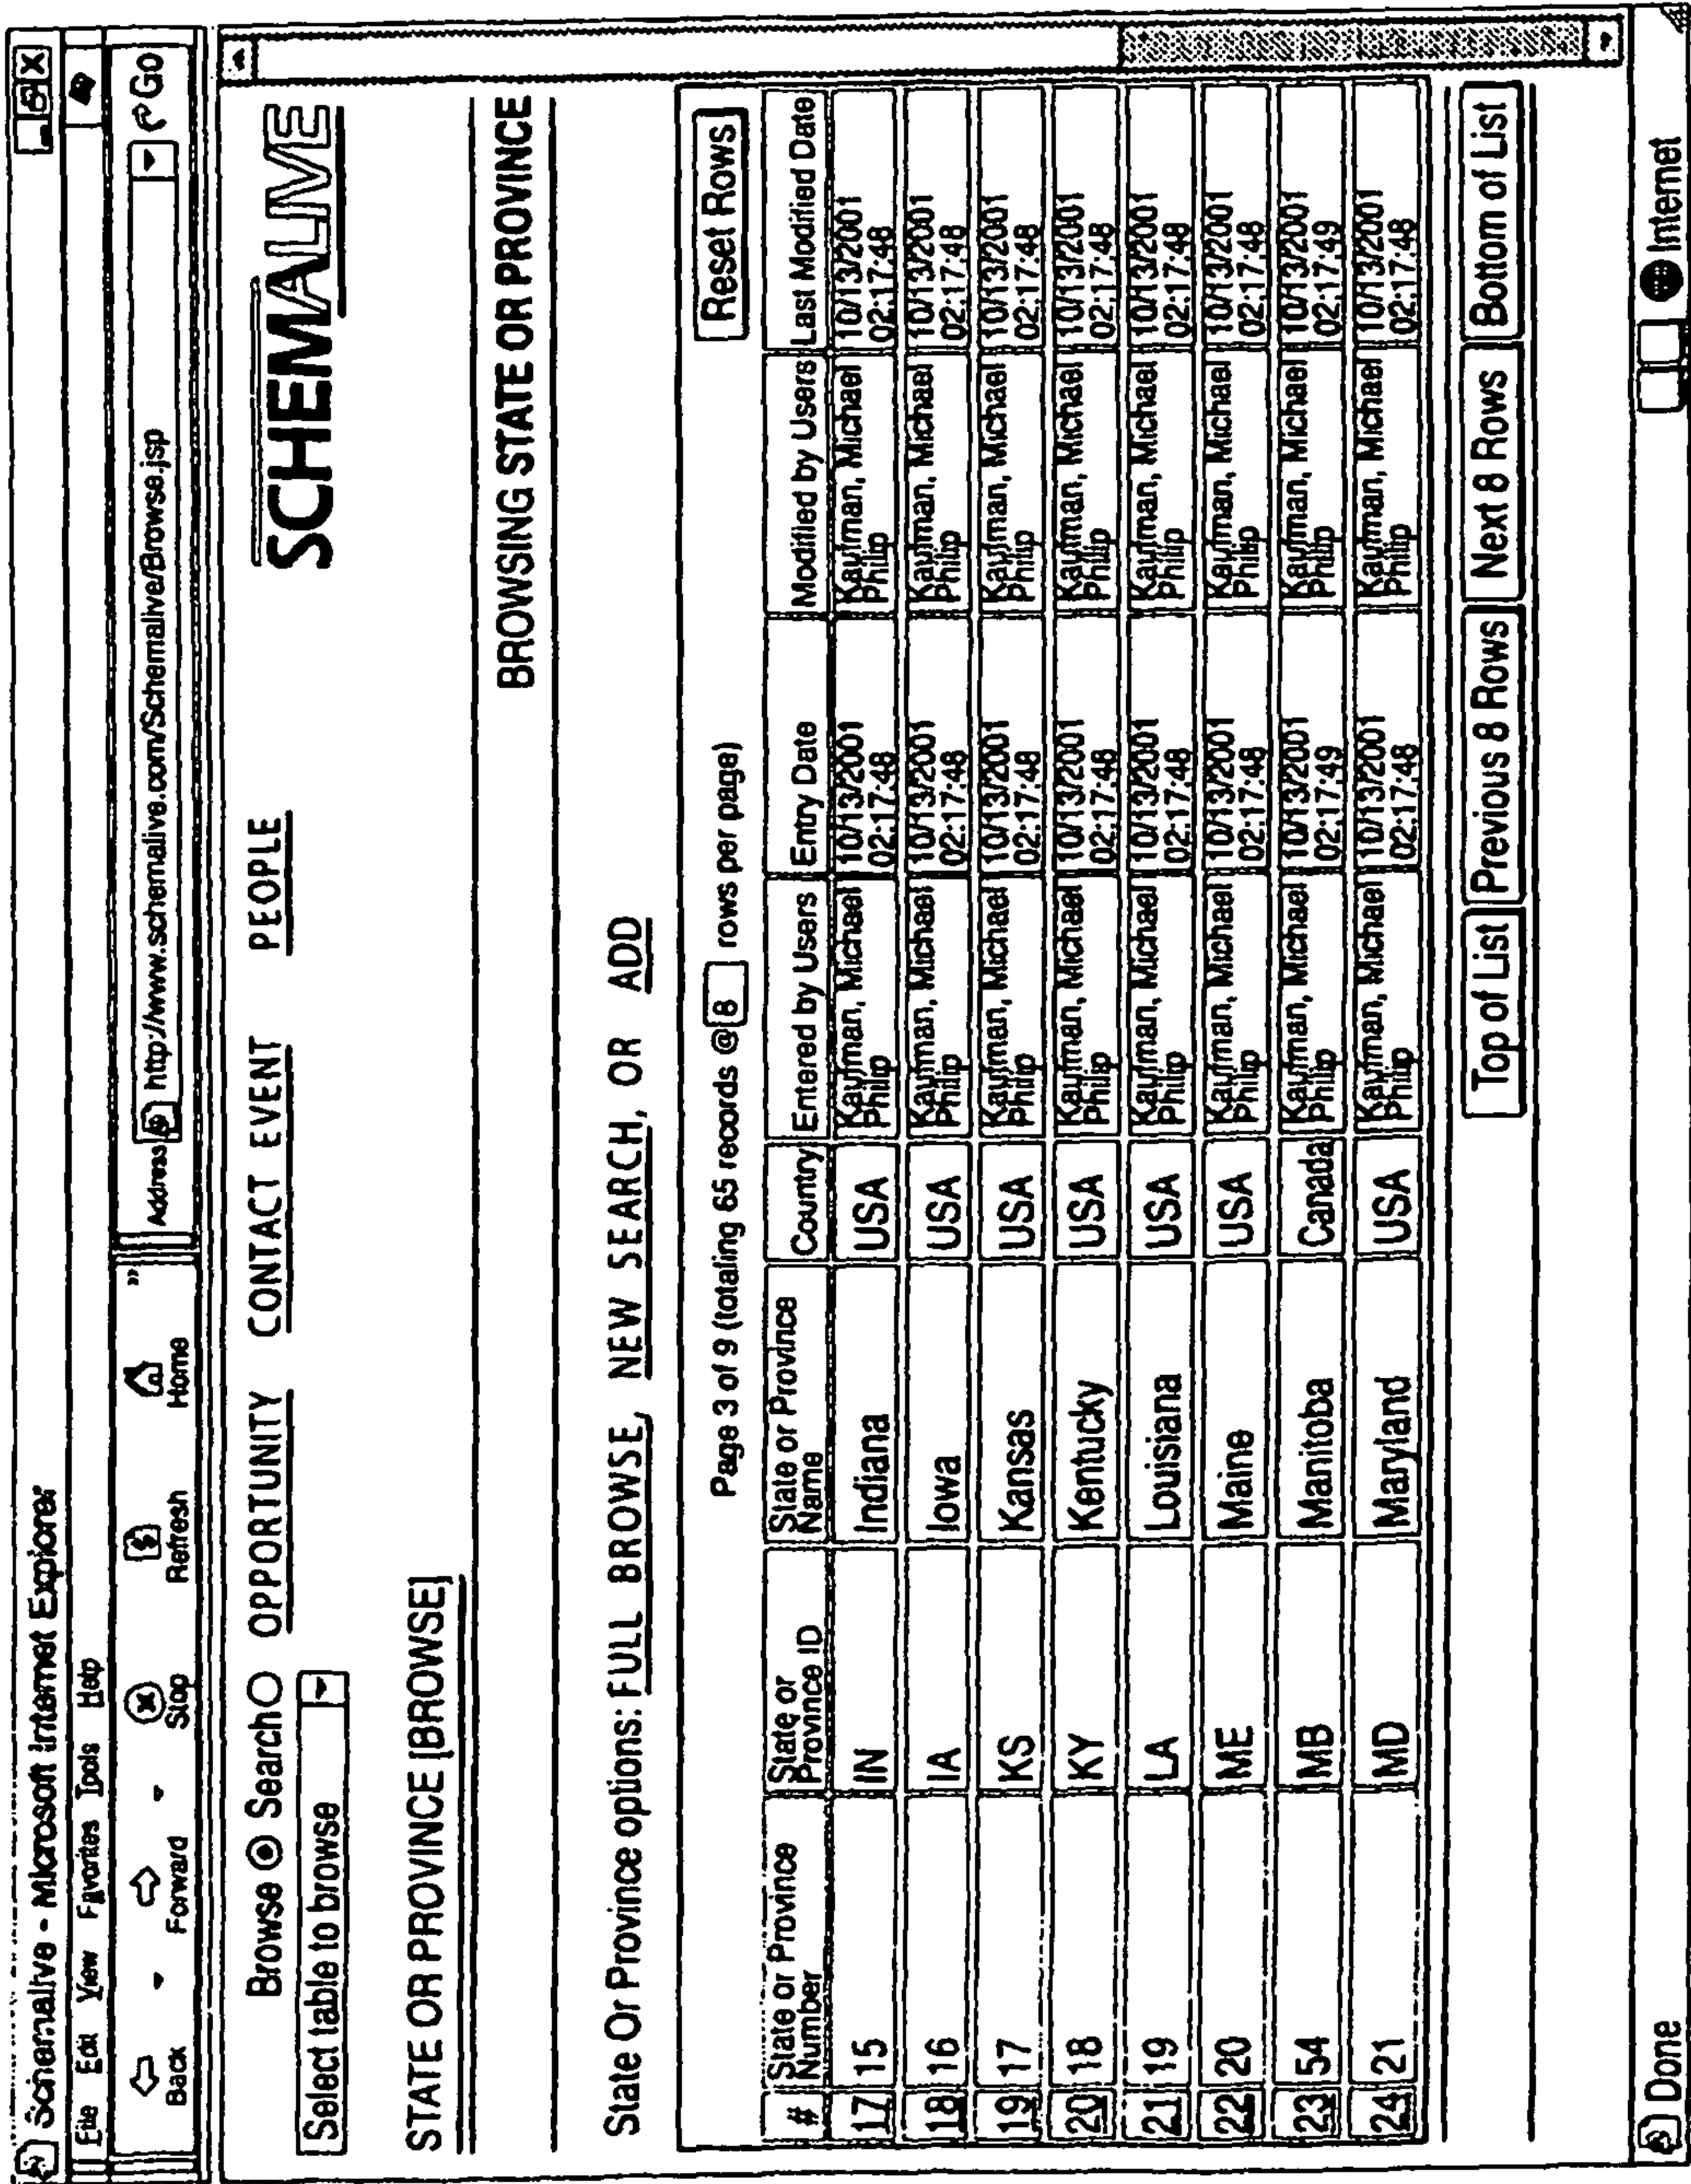 Schemalive - Microsoft Internet Explorer
File Edit View Favorites Tools Help
Back Forward Stop Refresh Home » Address http://www.schemalive.com/Schemalive/Browse.jsp Go
Browse Search OPPORTUNITY CONTACT EVENT PEOPLE
SCHEMALIVE
Select table to browse
STATE OR PROVINCE [BROWSE]
BROWSING STATE OR PROVINCE
State Or Province options: FULL BROWSE, NEW SEARCH, OR ADD
Page 3 of 9 (totaling 65 records @ 8 rows per page)
Reset Rows
# State or Province Number State or Province ID State or Province Name Country Entered by Users Entry Date Modified by Users Last Modified Date
17 15 IN Indiana USA Kaufman, Michael Philip 10/13/2001 02:17:48 Kaufman, Michael Philip 10/13/2001 02:17:48
18 16 IA Iowa USA Kaufman, Michael Philip 10/13/2001 02:17:48 Kaufman, Michael Philip 10/13/2001 02:17:48
19 17 KS Kansas USA Kaufman, Michael Philip 10/13/2001 02:17:48 Kaufman, Michael Philip 10/13/2001 02:17:48
20 18 KY Kentucky USA Kaufman, Michael Philip 10/13/2001 02:17:48 Kaufman, Michael Philip 10/13/2001 02:17:48
21 19 LA Louisiana USA Kaufman, Michael Philip 10/13/2001 02:17:48 Kaufman, Michael Philip 10/13/2001 02:17:48
22 20 ME Maine USA Kaufman, Michael Philip 10/13/2001 02:17:48 Kaufman, Michael Philip 10/13/2001 02:17:48
23 54 MB Manitoba Canada Kaufman, Michael Philip 10/13/2001 02:17:49 Kaufman, Michael Philip 10/13/2001 02:17:49
24 21 MD Maryland USA Kaufman, Michael Philip 10/13/2001 02:17:48 Kaufman, Michael Philip 10/13/2001 02:17:48
Top of List Previous 8 Rows Next 8 Rows Bottom of List
Done Internet